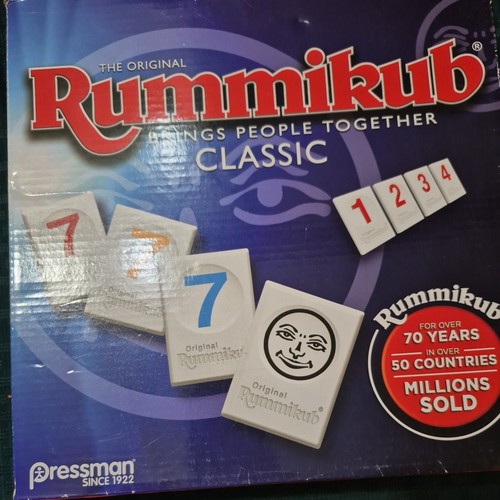 THE ORIGINAL
Rummikub®
BRINGS PEOPLE TOGETHER
CLASSIC
1 2 3 4
7
7
7
Original
Rummikub
Original
Rummikub®
Rummikub
FOR OVER
70 YEARS
IN OVER
50 COUNTRIES
MILLIONS
SOLD
Pressman®
SINCE 1922